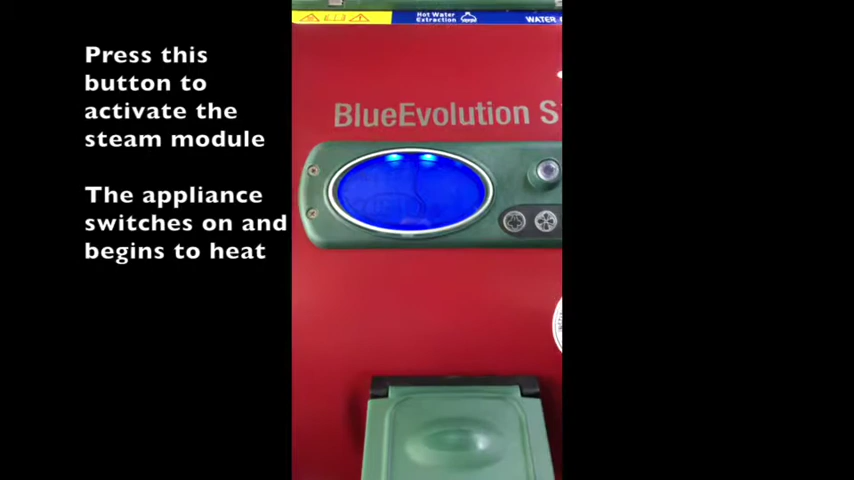 Hot Water
Extraction
WATER
BlueEvolution S
Press this
button to
activate the
steam module
The appliance
switches on and
begins to heat